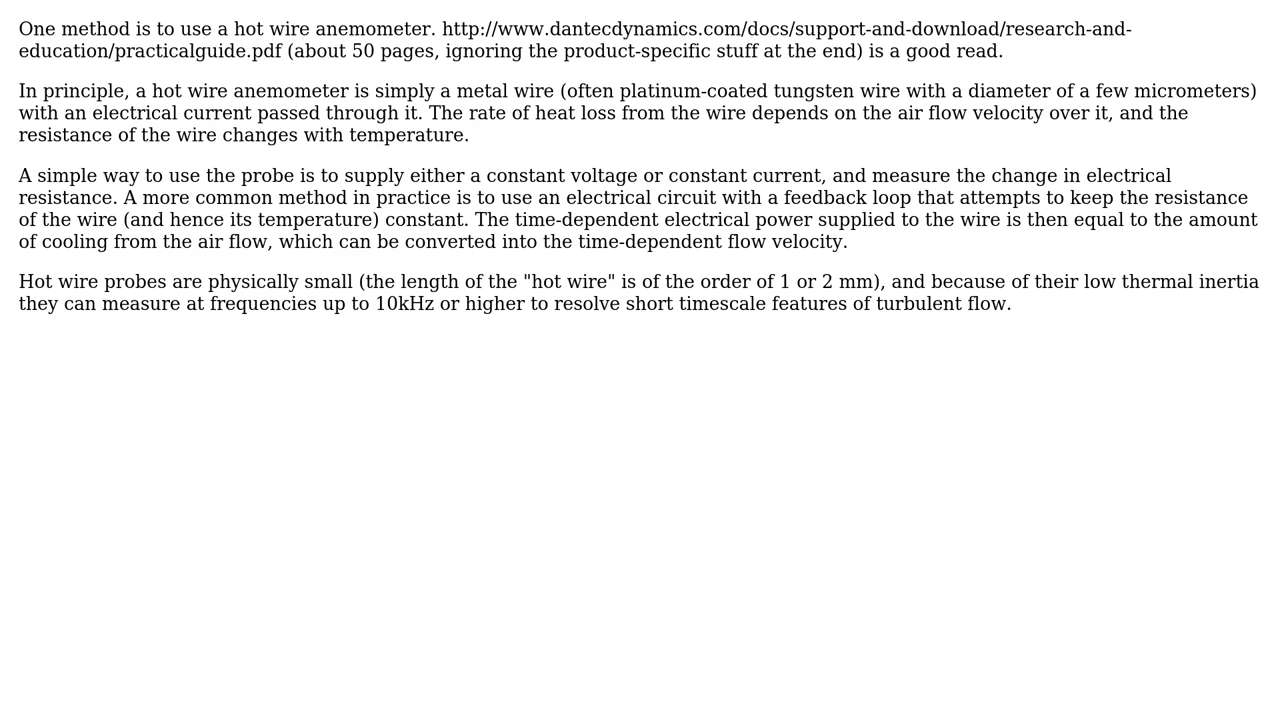 One method is to use a hot wire anemometer. http://www.dantecdynamics.com/docs/support-and-download/research-and-
education/practicalguide.pdf (about 50 pages, ignoring the product-specific stuff at the end) is a good read.
In principle, a hot wire anemometer is simply a metal wire (often platinum-coated tungsten wire with a diameter of a few micrometers)
with an electrical current passed through it. The rate of heat loss from the wire depends on the air flow velocity over it, and the
resistance of the wire changes with temperature.
A simple way to use the probe is to supply either a constant voltage or constant current, and measure the change in electrical
resistance. A more common method in practice is to use an electrical circuit with a feedback loop that attempts to keep the resistance
of the wire (and hence its temperature) constant. The time-dependent electrical power supplied to the wire is then equal to the amount
of cooling from the air flow, which can be converted into the time-dependent flow velocity.
Hot wire probes are physically small (the length of the "hot wire" is of the order of 1 or 2 mm), and because of their low thermal inertia
they can measure at frequencies up to 10kHz or higher to resolve short timescale features of turbulent flow.